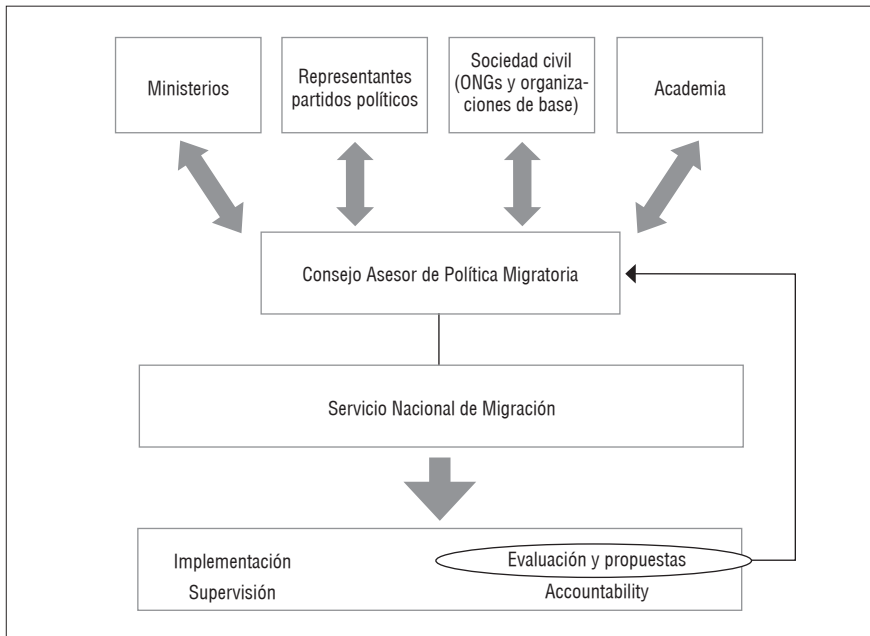 Ministerios
Representantes
partidos políticos
Sociedad civil
(ONGs y organiza-
ciones de base)
Academia
Consejo Asesor de Política Migratoria
Servicio Nacional de Migración
Implementación
Supervisión
Evaluación y propuestas
Accountability